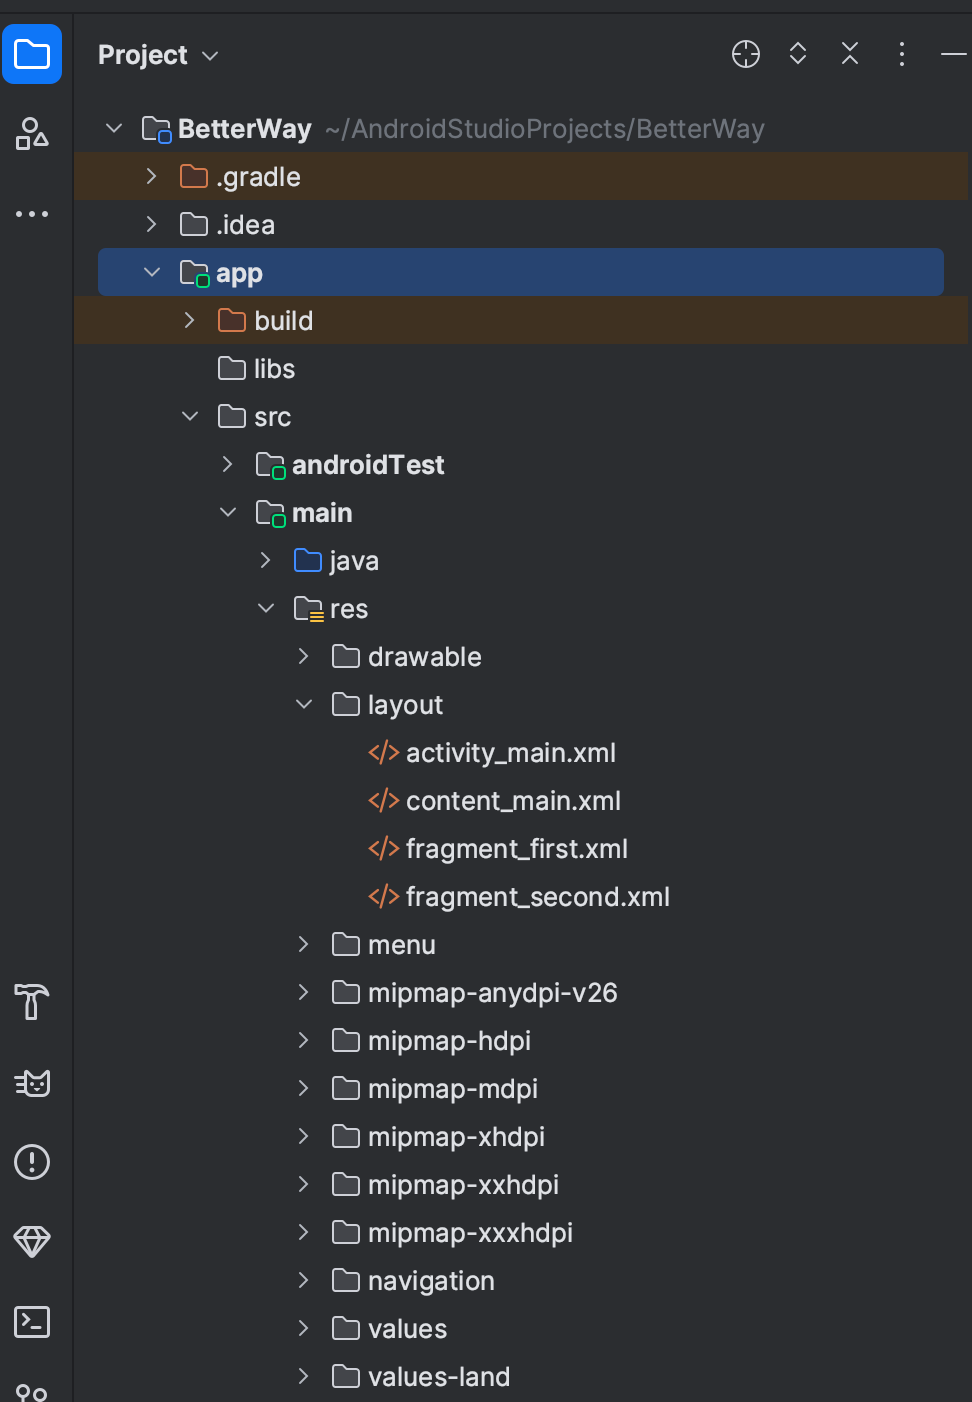 Project
BetterWay ~/AndroidStudioProjects/BetterWay
.gradle
.idea
app
build
libs
src
androidTest
main
java
res
drawable
layout
activity_main.xml
content_main.xml
fragment_first.xml
fragment_second.xml
menu
mipmap-anydpi-v26
mipmap-hdpi
mipmap-mdpi
mipmap-xhdpi
mipmap-xxhdpi
mipmap-xxxhdpi
navigation
values
values-land